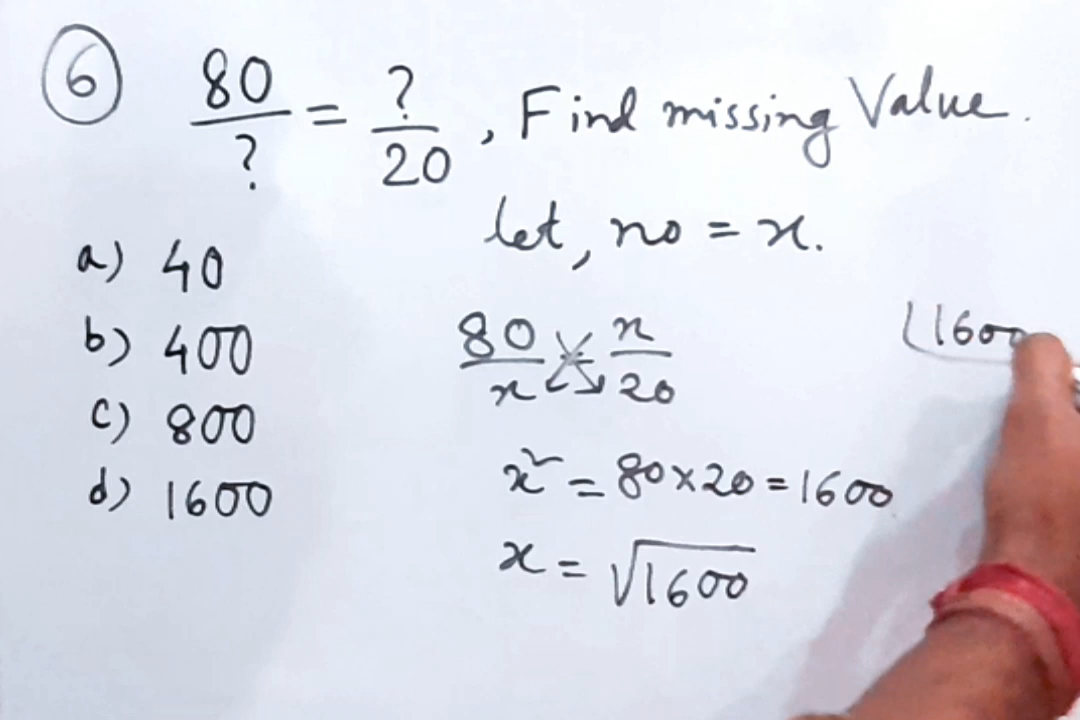 6 80/? = ?/20 , Find missing Value.
let, no = x.
a) 40
b) 400
c) 800
d) 1600
80/x = x/20
x² = 80 × 20 = 1600
x = √1600
1600